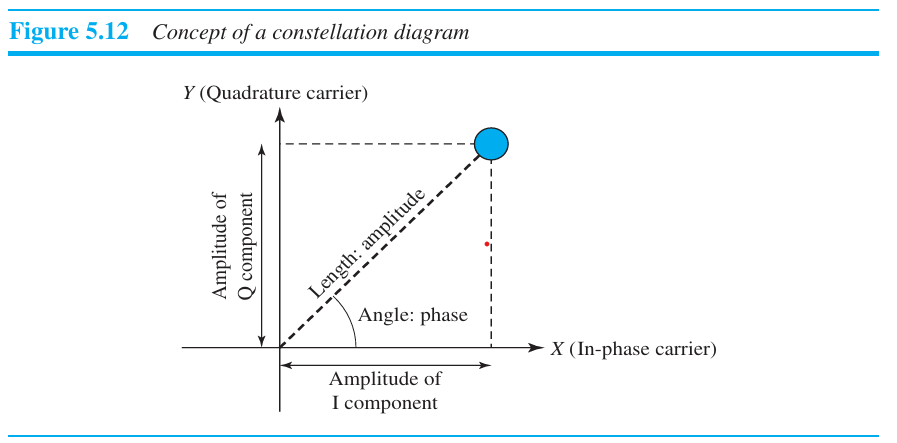 Figure 5.12 Concept of a constellation diagram
Y (Quadrature carrier)
Amplitude of
Q component
Length: amplitude
Angle: phase
X (In-phase carrier)
Amplitude of
I component